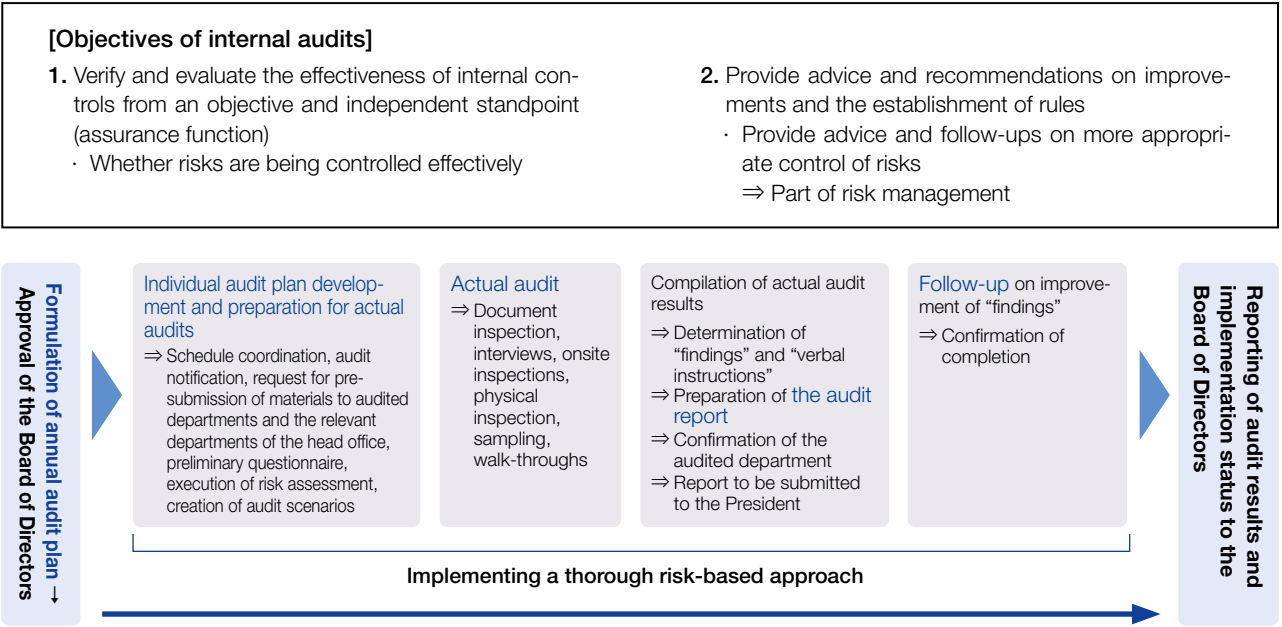 [Objectives of internal audits]
1. Verify and evaluate the effectiveness of internal con-
trols from an objective and independent standpoint
(assurance function)
· Whether risks are being controlled effectively
2. Provide advice and recommendations on improve-
ments and the establishment of rules
· Provide advice and follow-ups on more appropri-
ate control of risks
⇒ Part of risk management
Formulation of annual audit plan →
Approval of the Board of Directors
Individual audit plan develop-
ment and preparation for actual
audits
⇒ Schedule coordination, audit
notification, request for pre-
submission of materials to audited
departments and the relevant
departments of the head office,
preliminary questionnaire,
execution of risk assessment,
creation of audit scenarios
Actual audit
⇒ Document
inspection,
interviews, onsite
inspections,
physical
inspection,
sampling,
walk-throughs
Compilation of actual audit
results
⇒ Determination of
“findings” and “verbal
instructions”
⇒ Preparation of the audit
report
⇒ Confirmation of the
audited department
⇒ Report to be submitted
to the President
Follow-up on improve-
ment of “findings”
⇒ Confirmation of
completion
Reporting of audit results and
implementation status to the
Board of Directors
Implementing a thorough risk-based approach